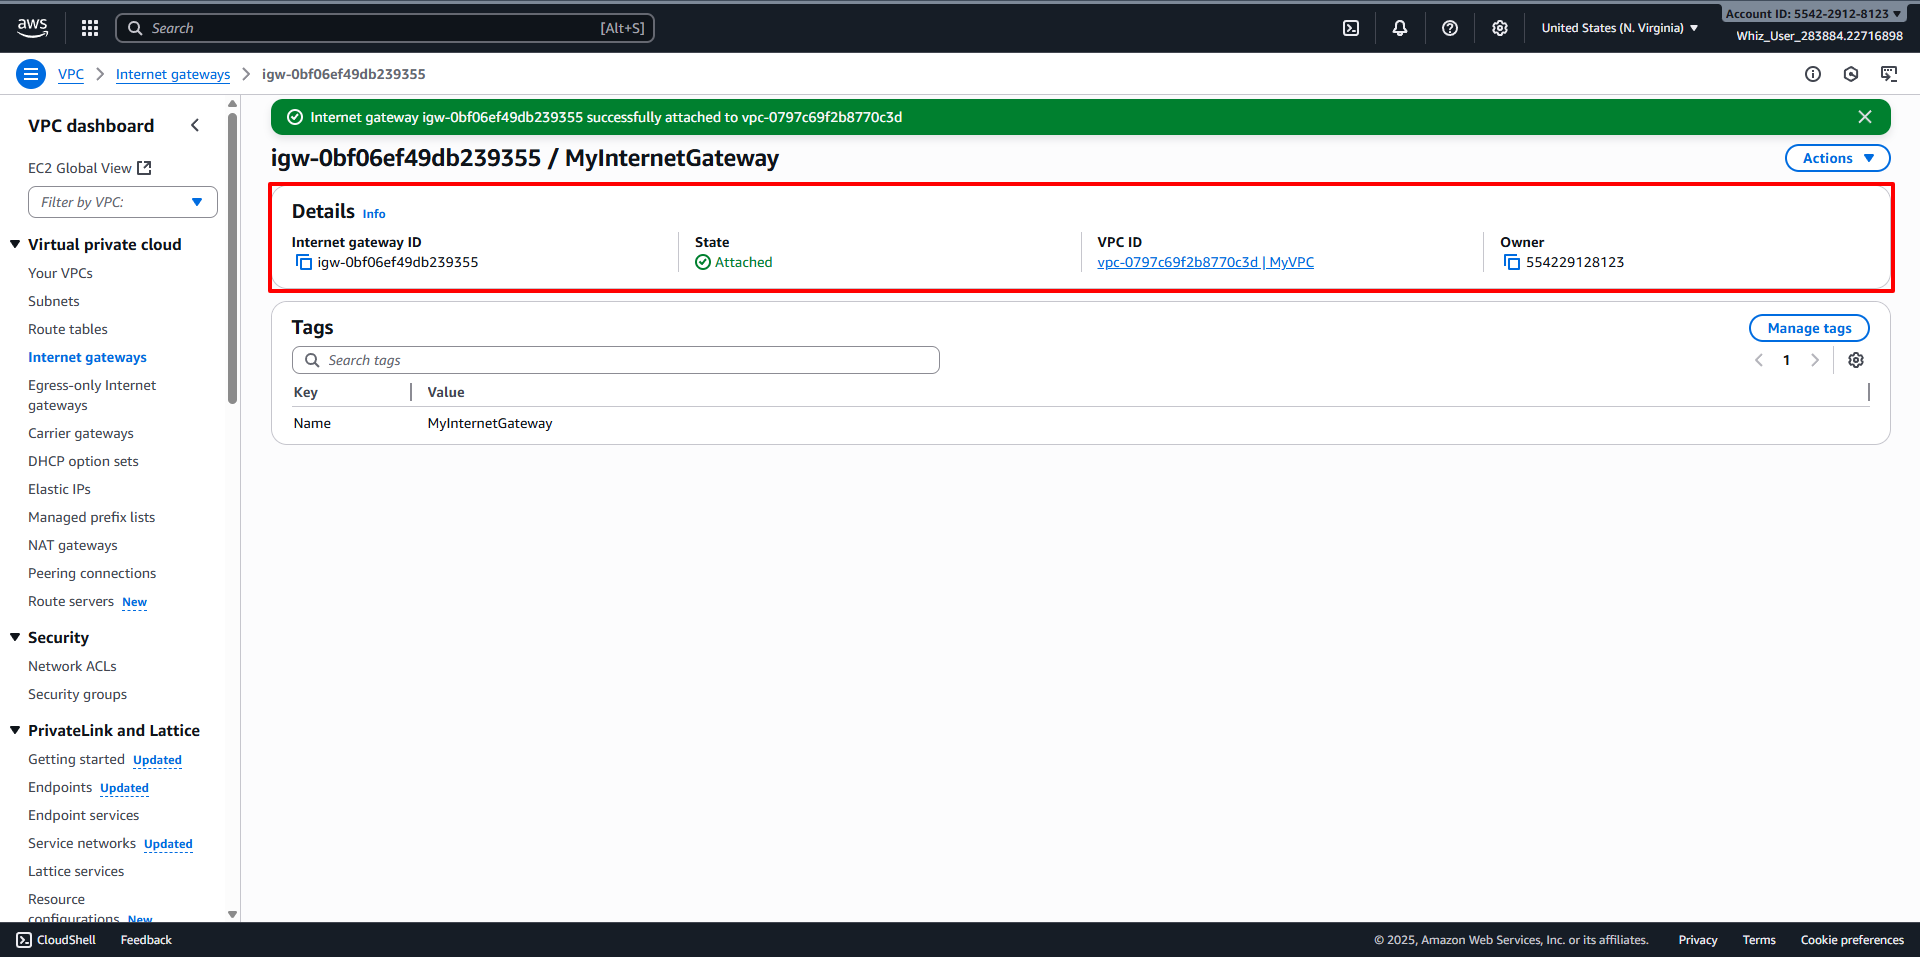 aws
Search [Alt+S]
United States (N. Virginia)
Account ID: 5542-2912-8123
Whiz_User_283884.22716898
VPC
Internet gateways
igw-0bf06ef49db239355
VPC dashboard
EC2 Global View
Filter by VPC:
Virtual private cloud
Your VPCs
Subnets
Route tables
Internet gateways
Egress-only Internet
gateways
Carrier gateways
DHCP option sets
Elastic IPs
Managed prefix lists
NAT gateways
Peering connections
Route servers New
Security
Network ACLs
Security groups
PrivateLink and Lattice
Getting started Updated
Endpoints Updated
Endpoint services
Service networks Updated
Lattice services
Resource
configurations New
Internet gateway igw-0bf06ef49db239355 successfully attached to vpc-0797c69f2b8770c3d
igw-0bf06ef49db239355 / MyInternetGateway
Actions
Details Info
Internet gateway ID
igw-0bf06ef49db239355
State
Attached
VPC ID
vpc-0797c69f2b8770c3d | MyVPC
Owner
554229128123
Tags
Manage tags
Search tags
1
Key Value
Name MyInternetGateway
CloudShell Feedback
© 2025, Amazon Web Services, Inc. or its affiliates. Privacy Terms Cookie preferences